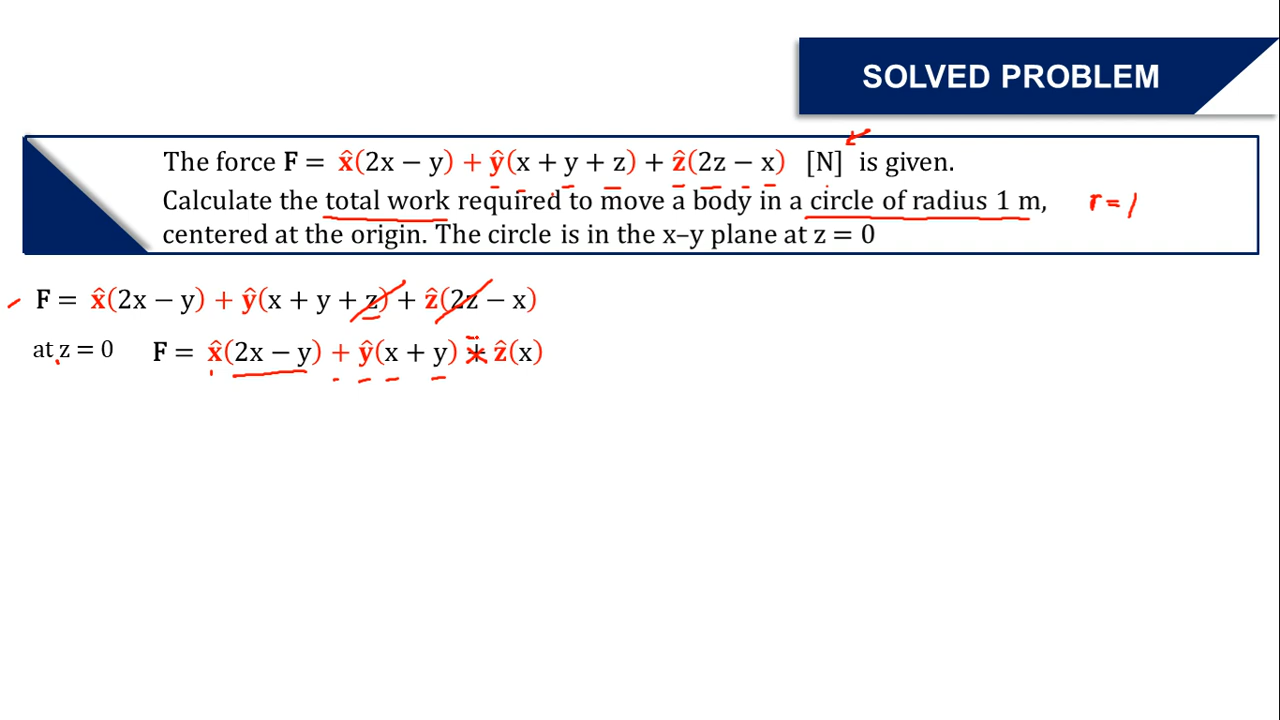 SOLVED PROBLEM
The force F = x̂(2x − y) + ŷ(x + y + z) + ẑ(2z − x) [N] is given.
Calculate the total work required to move a body in a circle of radius 1 m, r = 1
centered at the origin. The circle is in the x–y plane at z = 0
F = x̂(2x − y) + ŷ(x + y + z) + ẑ(2z − x)
at z = 0 F = x̂(2x − y) + ŷ(x + y) + ẑ(x)